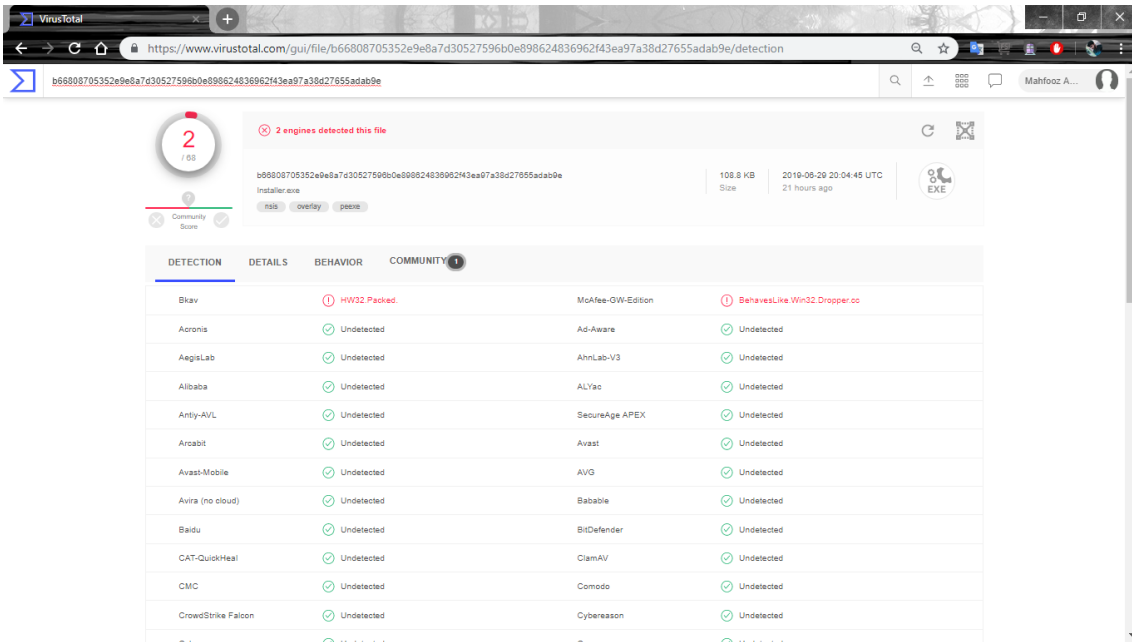 VirusTotal
https://www.virustotal.com/gui/file/b66808705352e9e8a7d30527596b0e898624836962f43ea97a38d27655adab9e/detection
b66808705352e9e8a7d30527596b0e898624836962f43ea97a38d27655adab9e
Mahfooz A...
2
/ 68
2 engines detected this file
b66808705352e9e8a7d30527596b0e898624836962f43ea97a38d27655adab9e
Installer.exe
nsis overlay peexe
108.8 KB
Size
2019-06-29 20:04:45 UTC
21 hours ago
EXE
?
Community
Score
DETECTION DETAILS BEHAVIOR COMMUNITY 1
Bkav HW32.Packed. McAfee-GW-Edition BehavesLike.Win32.Dropper.cc
Acronis Undetected Ad-Aware Undetected
AegisLab Undetected AhnLab-V3 Undetected
Alibaba Undetected ALYac Undetected
Antiy-AVL Undetected SecureAge APEX Undetected
Arcabit Undetected Avast Undetected
Avast-Mobile Undetected AVG Undetected
Avira (no cloud) Undetected Babable Undetected
Baidu Undetected BitDefender Undetected
CAT-QuickHeal Undetected ClamAV Undetected
CMC Undetected Comodo Undetected
CrowdStrike Falcon Undetected Cybereason Undetected